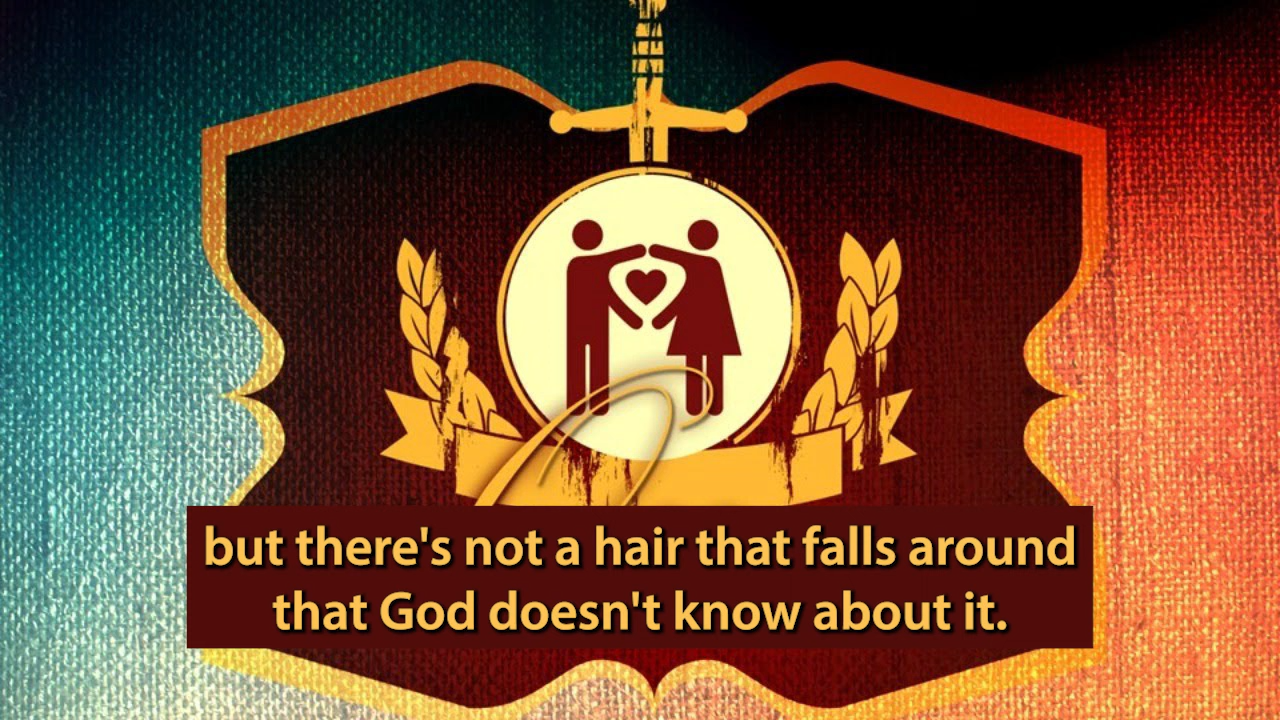 but there's not a hair that falls around
that God doesn't know about it.